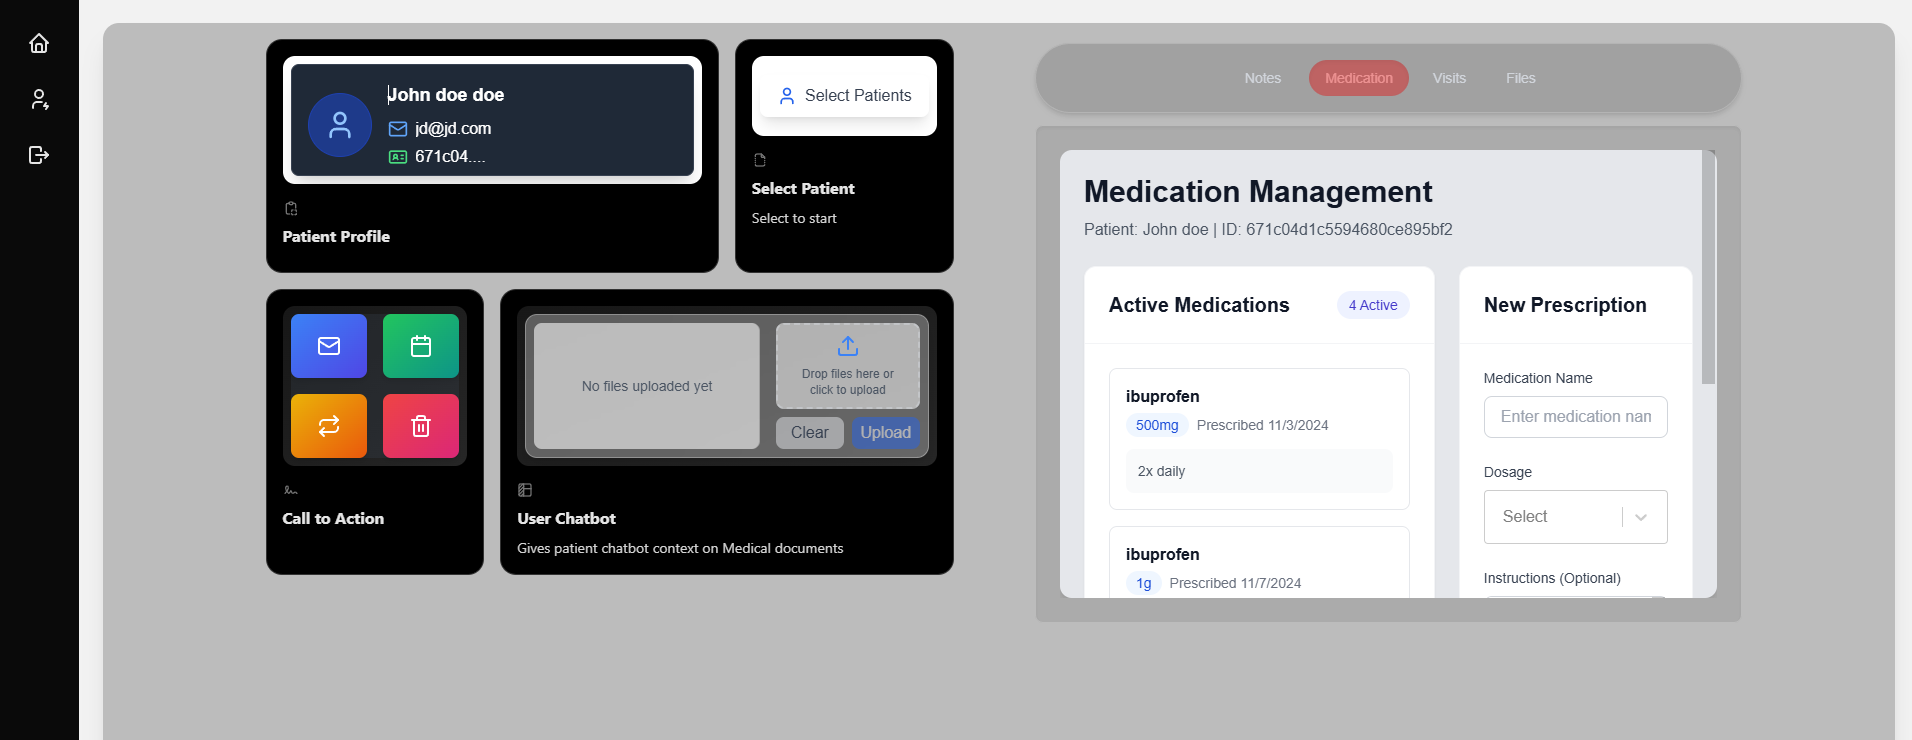 John doe doe
jd@jd.com
671c04....
Patient Profile
Select Patients
Select Patient
Select to start
Call to Action
No files uploaded yet
Drop files here or
click to upload
Clear
Upload
User Chatbot
Gives patient chatbot context on Medical documents
Notes
Medication
Visits
Files
Medication Management
Patient: John doe | ID: 671c04d1c5594680ce895bf2
Active Medications
4 Active
ibuprofen
500mg
Prescribed 11/3/2024
2x daily
ibuprofen
1g
Prescribed 11/7/2024
New Prescription
Medication Name
Enter medication nan
Dosage
Select
Instructions (Optional)